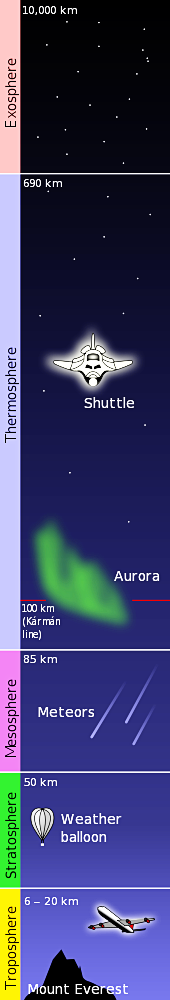 10,000 km
Exosphere
690 km
Thermosphere
Shuttle
Aurora
100 km
(Kármán
line)
85 km
Mesosphere
Meteors
50 km
Stratosphere
Weather
balloon
6 – 20 km
Troposphere
Mount Everest